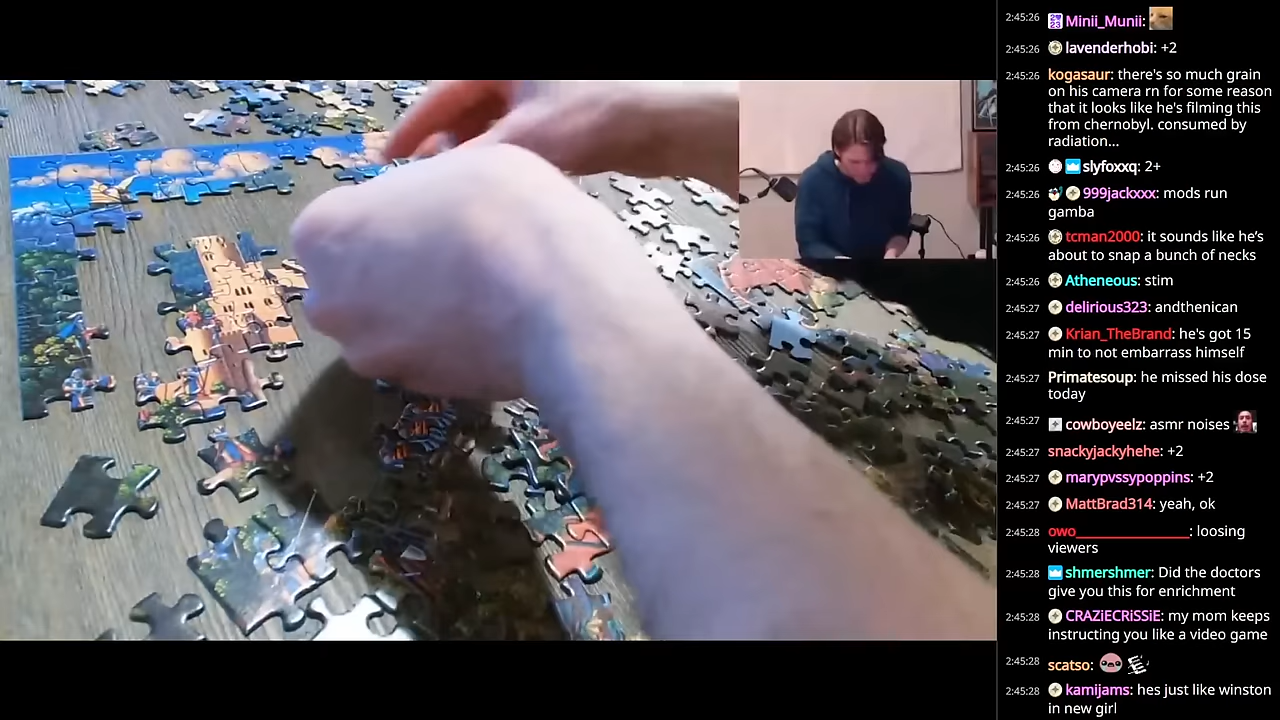 2:45:26 Minii_Munii:
2:45:26 lavenderhobi: +2
2:45:26 kogasaur: there's so much grain
on his camera rn for some reason
that it looks like he's filming this
from chernobyl. consumed by
radiation...
2:45:26 slyfoxxq: 2+
2:45:26 999jackxxx: mods run
gamba
2:45:26 tcman2000: it sounds like he's
about to snap a bunch of necks
2:45:26 Atheneous: stim
2:45:27 delirious323: andthenican
2:45:27 Krian_TheBrand: he's got 15
min to not embarrass himself
2:45:27 Primatesoup: he missed his dose
today
2:45:27 cowboyeelz: asmr noises
2:45:27 snackyjackyhehe: +2
2:45:27 marypvssypoppins: +2
2:45:27 MattBrad314: yeah, ok
2:45:28 owo_________________: loosing
viewers
2:45:28 shmershmer: Did the doctors
give you this for enrichment
2:45:28 CRAZiECRiSSiE: my mom keeps
instructing you like a video game
2:45:28 scatso:
2:45:28 kamijams: hes just like winston
in new girl